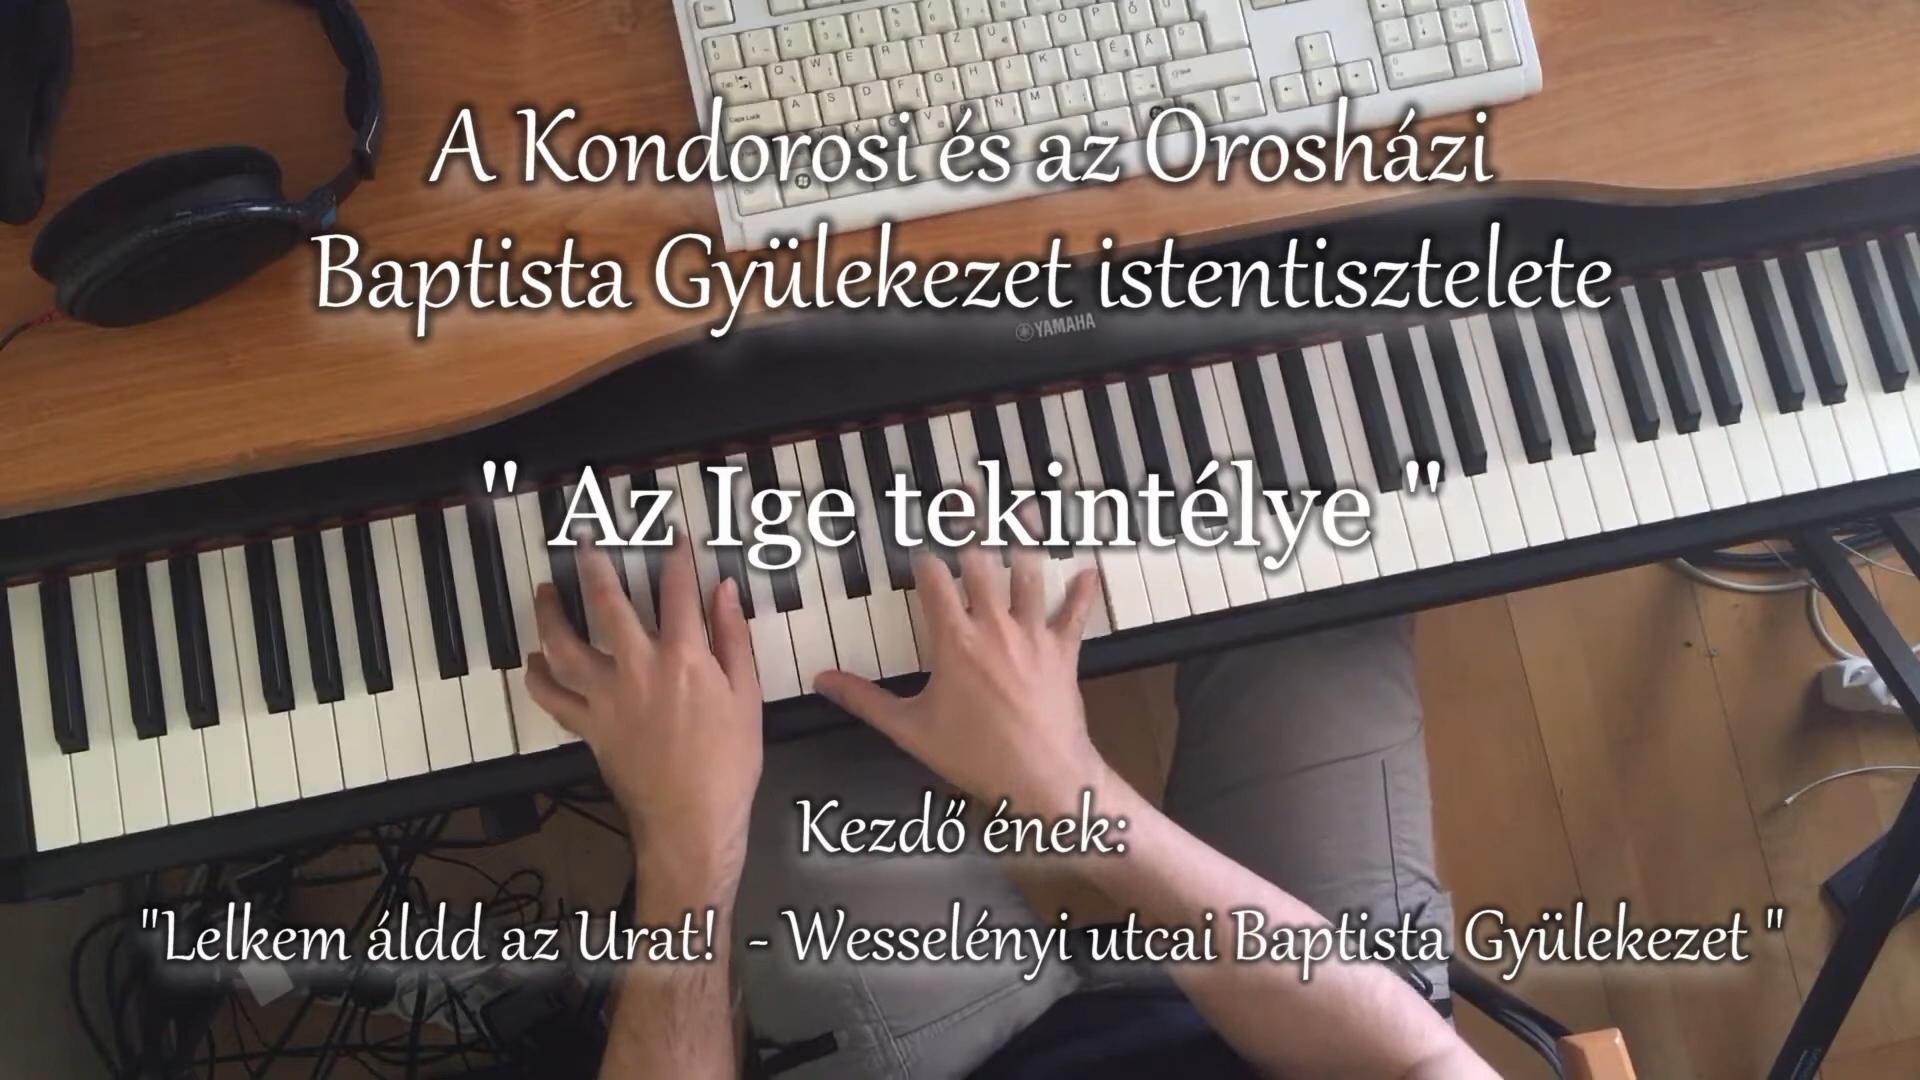 A Kondorosi és az Orosházi
Baptista Gyülekezet istentisztelete
YAMAHA
" Az Ige tekintélye "
Kezdő ének:
"Lelkem áldd az Urat! - Wesselényi utcai Baptista Gyülekezet "